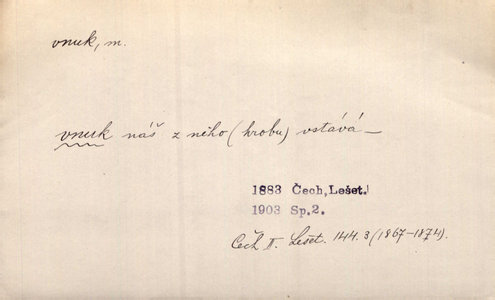 vnuk, m.
vnuk náš z něho (hrobu) vstává –
1883 Čech, Lešet.
1903 Sp.2.
Čech II. Lešet. 144.3 (1867–1874).